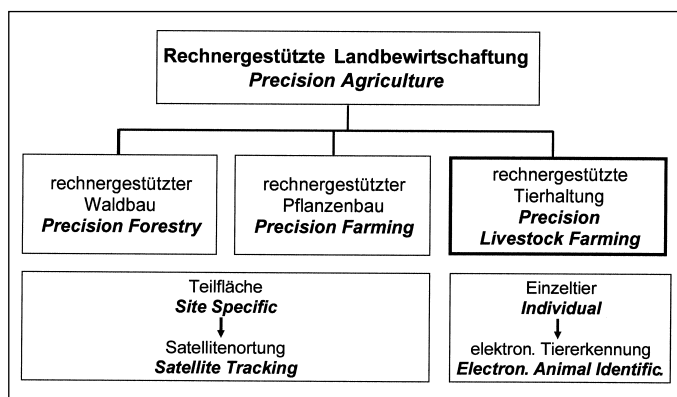 Rechnergestützte Landbewirtschaftung
Precision Agriculture
rechnergestützter
Waldbau
Precision Forestry
rechnergestützter
Pflanzenbau
Precision Farming
rechnergestützte
Tierhaltung
Precision
Livestock Farming
Teilfläche
Site Specific
Satellitenortung
Satellite Tracking
Einzeltier
Individual
elektron. Tiererkennung
Electron. Animal Identific.